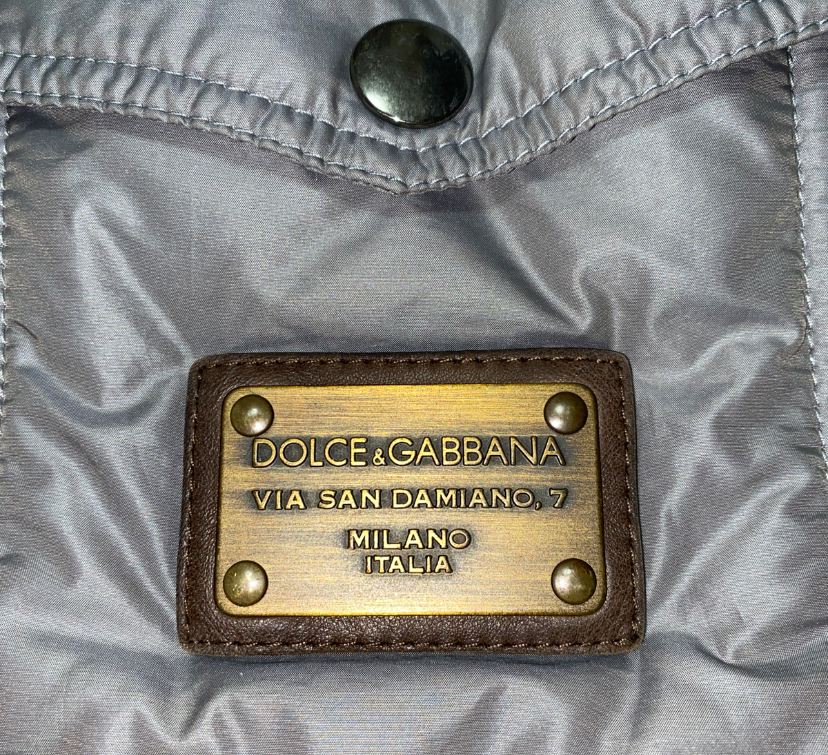 DOLCE&GABBANA
VIA SAN DAMIANO, 7
MILANO
ITALIA